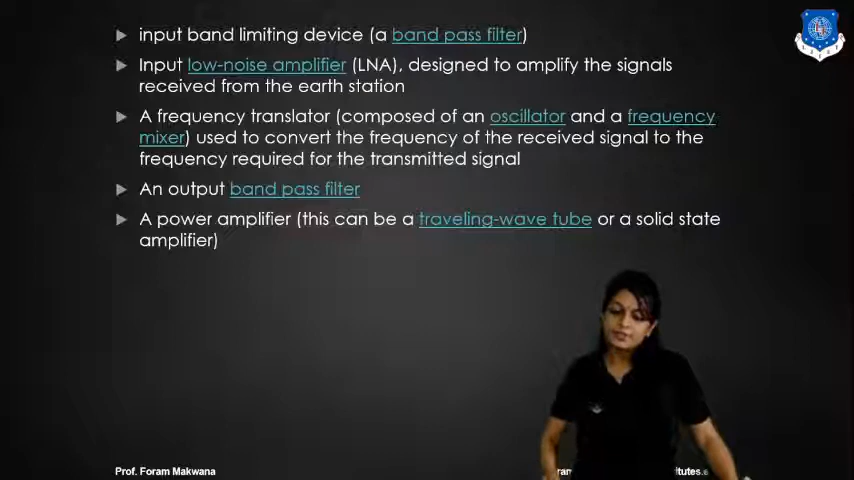 input band limiting device (a band pass filter)
Input low-noise amplifier (LNA), designed to amplify the signals
received from the earth station
A frequency translator (composed of an oscillator and a frequency
mixer) used to convert the frequency of the received signal to the
frequency required for the transmitted signal
An output band pass filter
A power amplifier (this can be a traveling-wave tube or a solid state
amplifier)
Prof. Foram Makwana